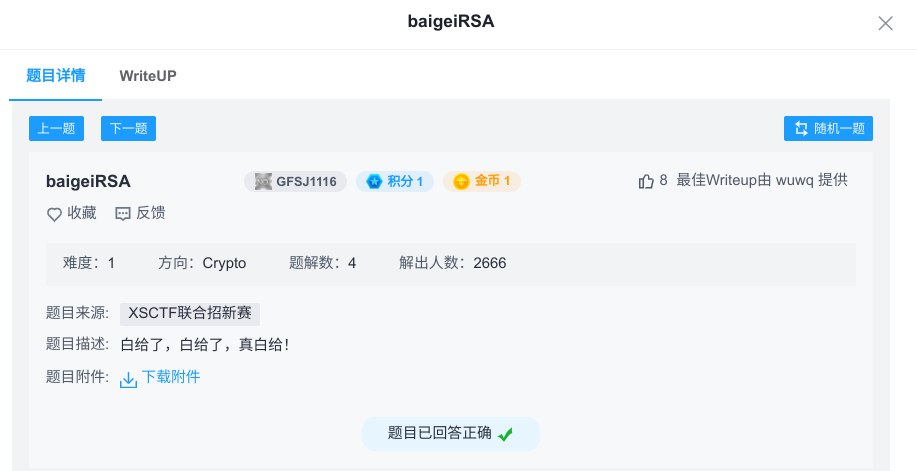 baigeiRSA
题目详情 WriteUP
上一题 下一题 随机一题
baigeiRSA GFSJ1116 积分 1 金币 1 8 最佳Writeup由 wuwq 提供
收藏 反馈
难度：1 方向：Crypto 题解数：4 解出人数：2666
题目来源: XSCTF联合招新赛
题目描述: 白给了，白给了，真白给！
题目附件: 下载附件
题目已回答正确